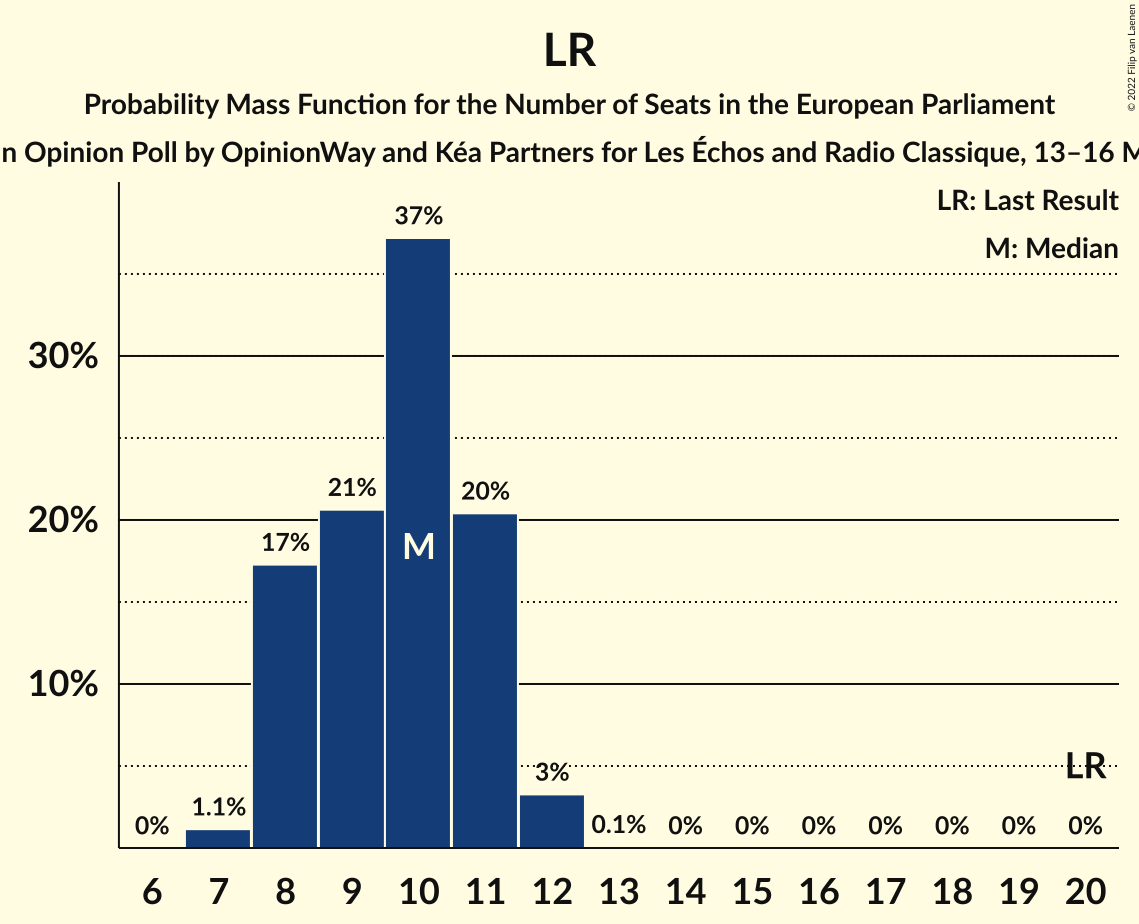 LR
Probability Mass Function for the Number of Seats in the European Parliament
n Opinion Poll by OpinionWay and Kéa Partners for Les Échos and Radio Classique, 13–16 M
© 2022 Filip van Laenen
LR: Last Result
M: Median
37%
30%
21%
20%
20%
17%
M
10%
LR
3%
1.1%
0%
0.1%
0%
0%
0%
0%
0%
0%
0%
6 7 8 9 10 11 12 13 14 15 16 17 18 19 20